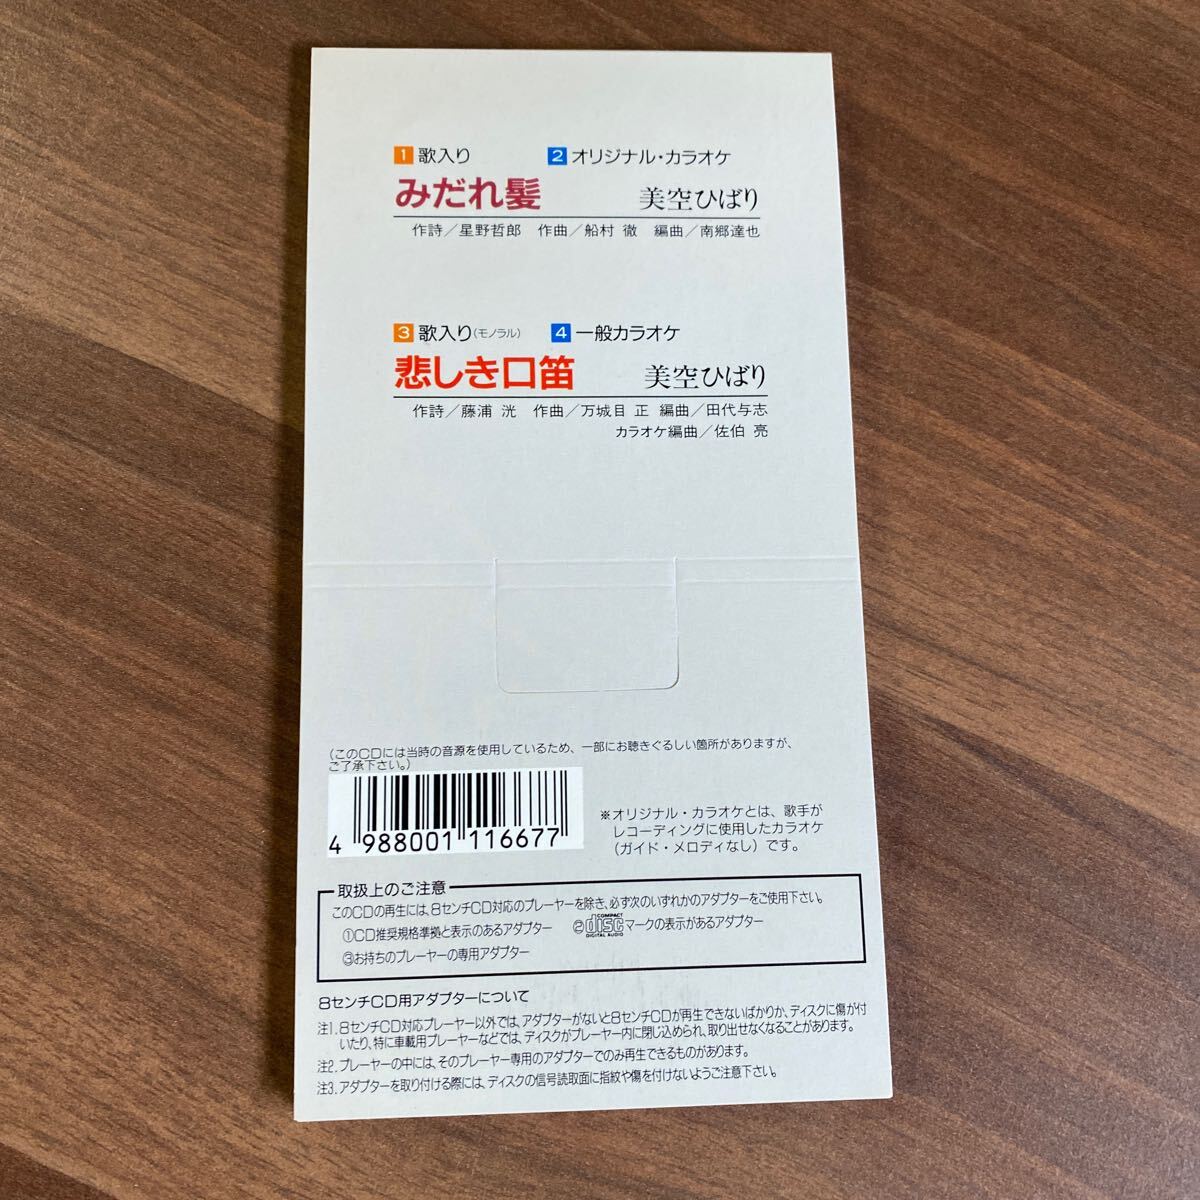 1 歌入り 2 オリジナル・カラオケ
みだれ髪 美空ひばり
作詩／星野哲郎 作曲／船村 徹 編曲／南郷達也
3 歌入り(モノラル) 4 一般カラオケ
悲しき口笛 美空ひばり
作詩／藤浦 洸 作曲／万城目 正 編曲／田代与志
カラオケ編曲／佐伯 亮
(このCDには当時の音源を使用しているため、一部にお聴きぐるしい箇所がありますが、
ご了承下さい。)
4 988001 116677
※オリジナル・カラオケとは、歌手が
レコーディングに使用したカラオケ
(ガイド・メロディなし)です。
取扱上のご注意
このCDの再生には、8センチCD対応のプレーヤーを除き、必ず次のいずれかのアダプターをご使用下さい。
①CD推奨規格準拠と表示のあるアダプター ②COMPACT disc DIGITAL AUDIO マークの表示があるアダプター
③お持ちのプレーヤーの専用アダプター
8センチCD用アダプターについて
注1. 8センチCD対応プレーヤー以外では、アダプターがないと8センチCDが再生できないばかりか、ディスクに傷が付
いたり、特に車載用プレーヤーなどでは、ディスクがプレーヤー内に閉じ込められ、取り出せなくなることがあります。
注2. プレーヤーの中には、そのプレーヤー専用のアダプターでのみ再生できるものがあります。
注3. アダプターを取り付ける際には、ディスクの信号読取面に指紋や傷を付けないようご注意下さい。